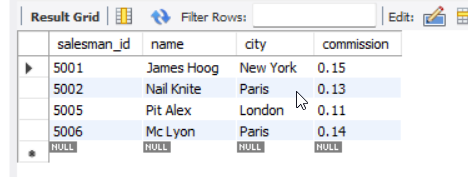 Result Grid Filter Rows: Edit:
salesman_id name city commission
5001 James Hoog New York 0.15
5002 Nail Knite Paris 0.13
5005 Pit Alex London 0.11
5006 Mc Lyon Paris 0.14
NULL NULL NULL NULL